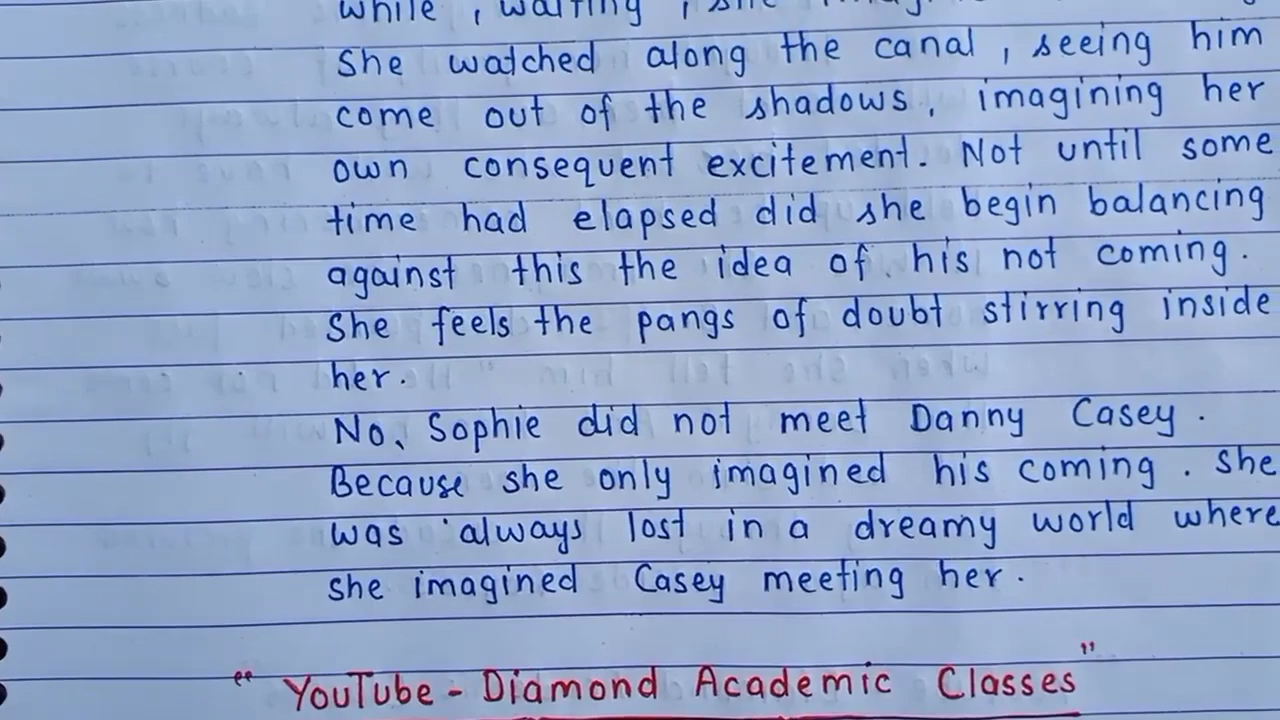 while , waiting , she
She watched along the canal , seeing him
come out of the shadows, imagining her
own consequent excitement. Not until some
time had elapsed did she begin balancing
against this the idea of his not coming.
She feels the pangs of doubt stirring inside
her.
No, Sophie did not meet Danny Casey.
Because she only imagined his coming. She
was always lost in a dreamy world where
she imagined Casey meeting her.
"YouTube - Diamond Academic Classes"